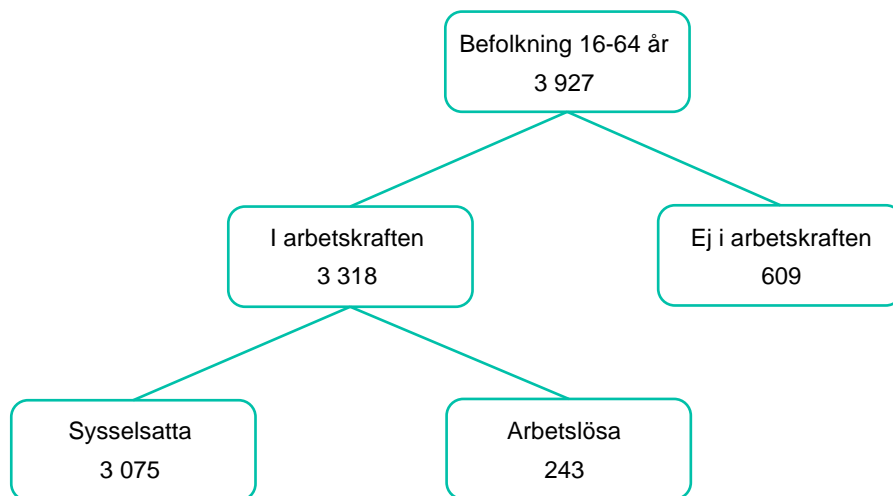 Befolkning 16-64 år
3 927
I arbetskraften
3 318
Ej i arbetskraften
609
Sysselsatta
3 075
Arbetslösa
243